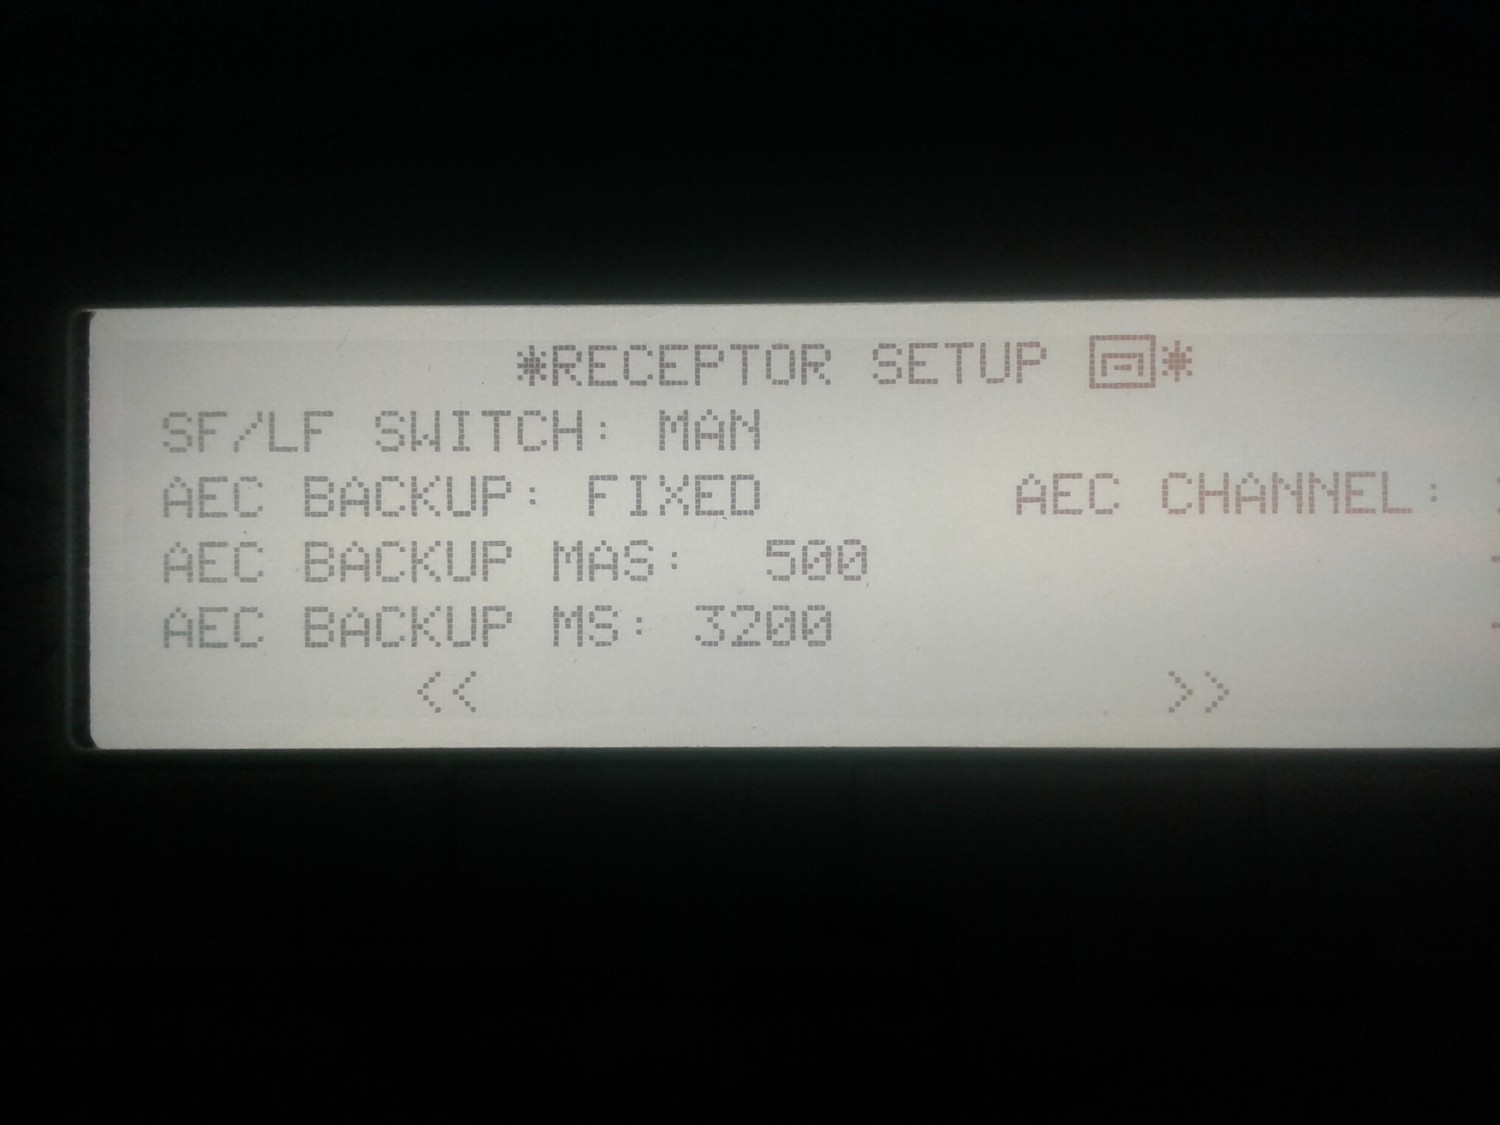 *RECEPTOR SETUP *
SF/LF SWITCH: MAN
AEC BACKUP: FIXED AEC CHANNEL:
AEC BACKUP MAS: 500
AEC BACKUP MS: 3200
<< >>